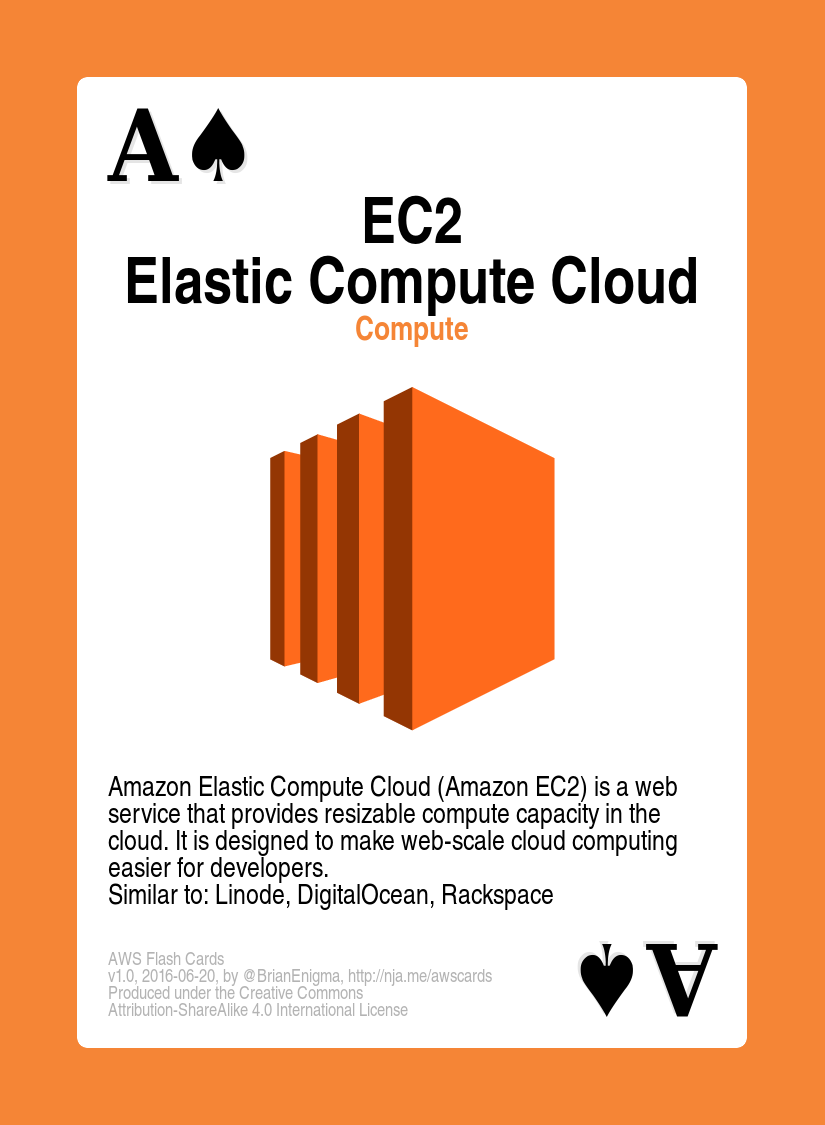 A♠
EC2
Elastic Compute Cloud
Compute
Amazon Elastic Compute Cloud (Amazon EC2) is a web
service that provides resizable compute capacity in the
cloud. It is designed to make web-scale cloud computing
easier for developers.
Similar to: Linode, DigitalOcean, Rackspace
AWS Flash Cards
v1.0, 2016-06-20, by @BrianEnigma, http://nja.me/awscards
Produced under the Creative Commons
Attribution-ShareAlike 4.0 International License
A♠